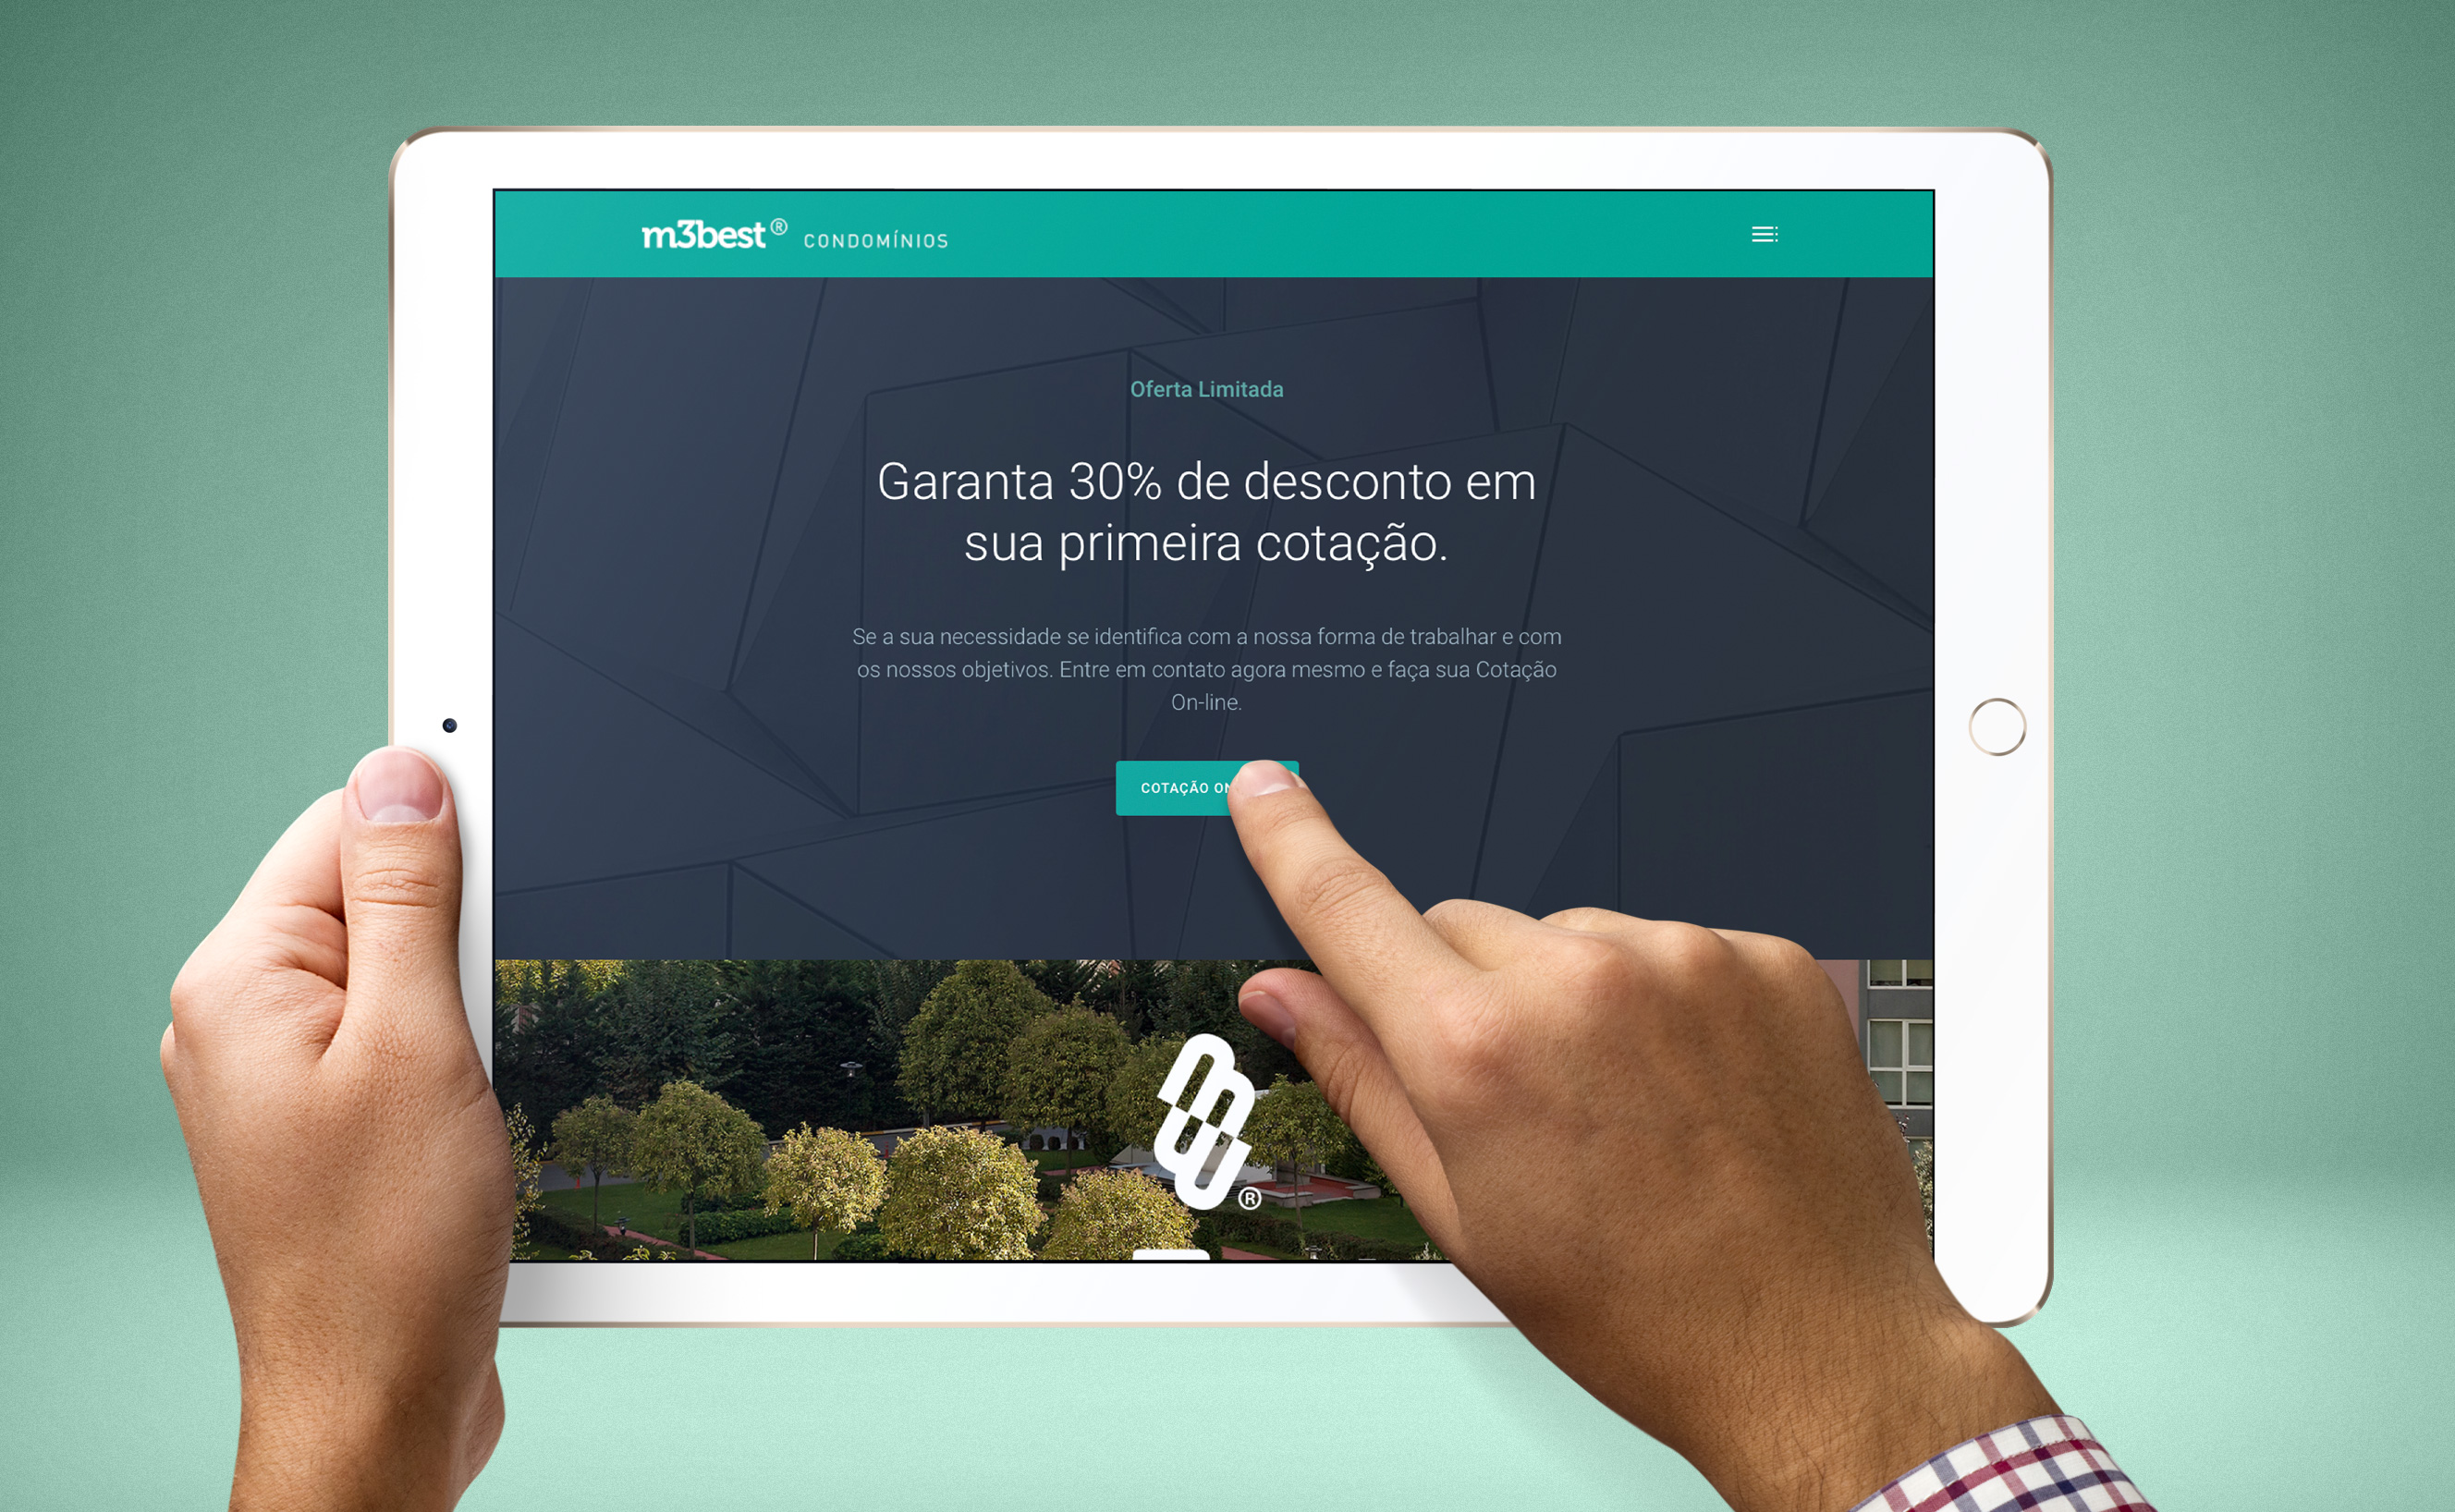 m3best® CONDOMÍNIOS
Oferta Limitada
Garanta 30% de desconto em
sua primeira cotação.
Se a sua necessidade se identifica com a nossa forma de trabalhar e com
os nossos objetivos. Entre em contato agora mesmo e faça sua Cotação
On-line.
COTAÇÃO
®